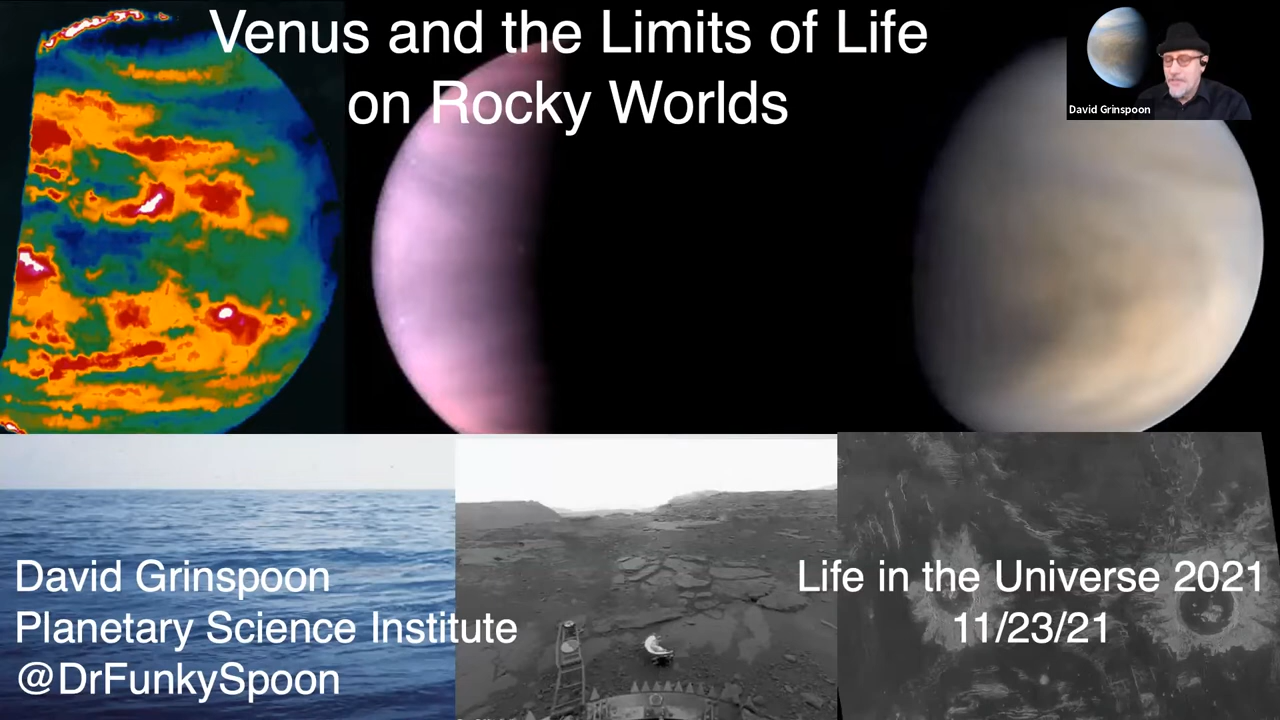 Venus and the Limits of Life
on Rocky Worlds
David Grinspoon
David Grinspoon
Planetary Science Institute
@DrFunkySpoon
Life in the Universe 2021
11/23/21